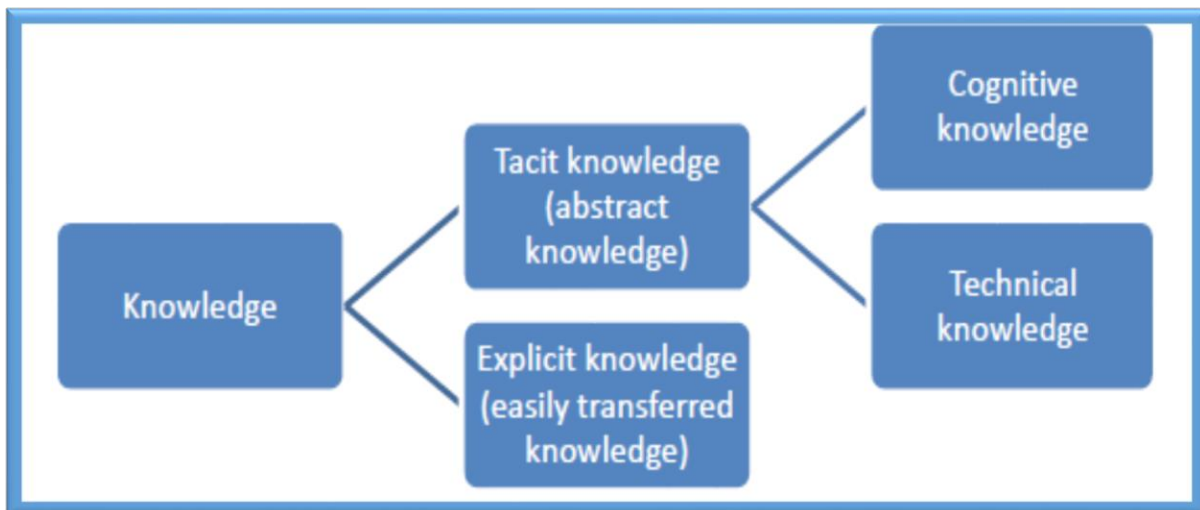 Knowledge
Tacit knowledge
(abstract
knowledge)
Explicit knowledge
(easily transferred
knowledge)
Cognitive
knowledge
Technical
knowledge